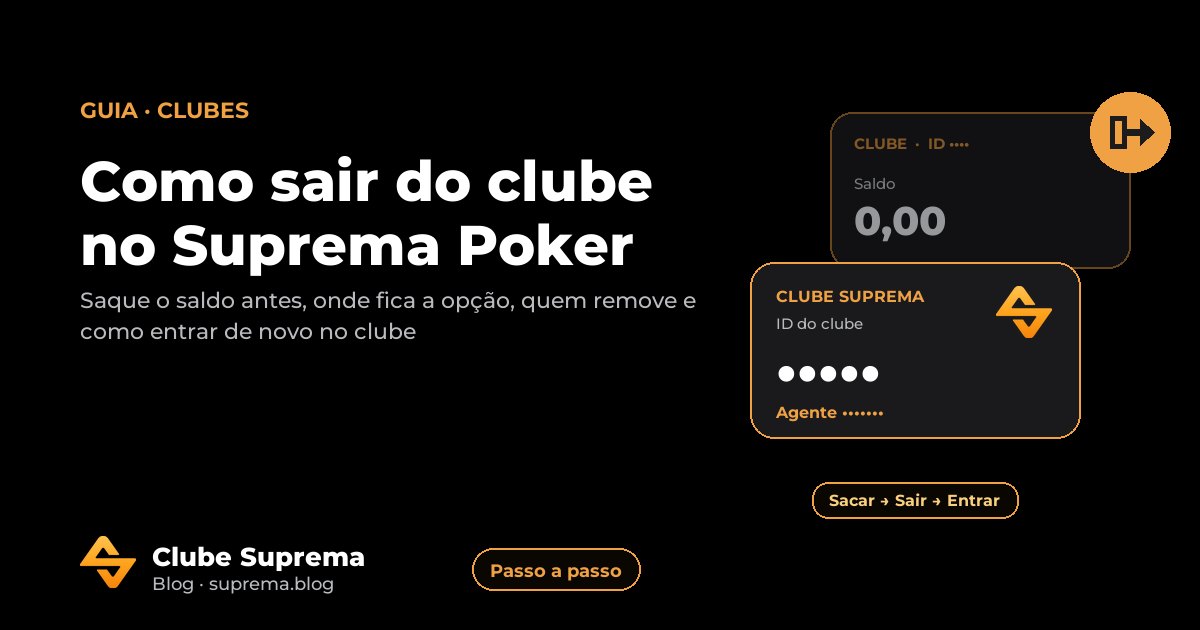 GUIA · CLUBES
Como sair do clube
no Suprema Poker
Saque o saldo antes, onde fica a opção, quem remove e
como entrar de novo no clube
CLUBE · ID ••••
Saldo
0,00
CLUBE SUPREMA
ID do clube
●●●●●
Agente •••••••
Sacar → Sair → Entrar
Clube Suprema
Blog · suprema.blog
Passo a passo